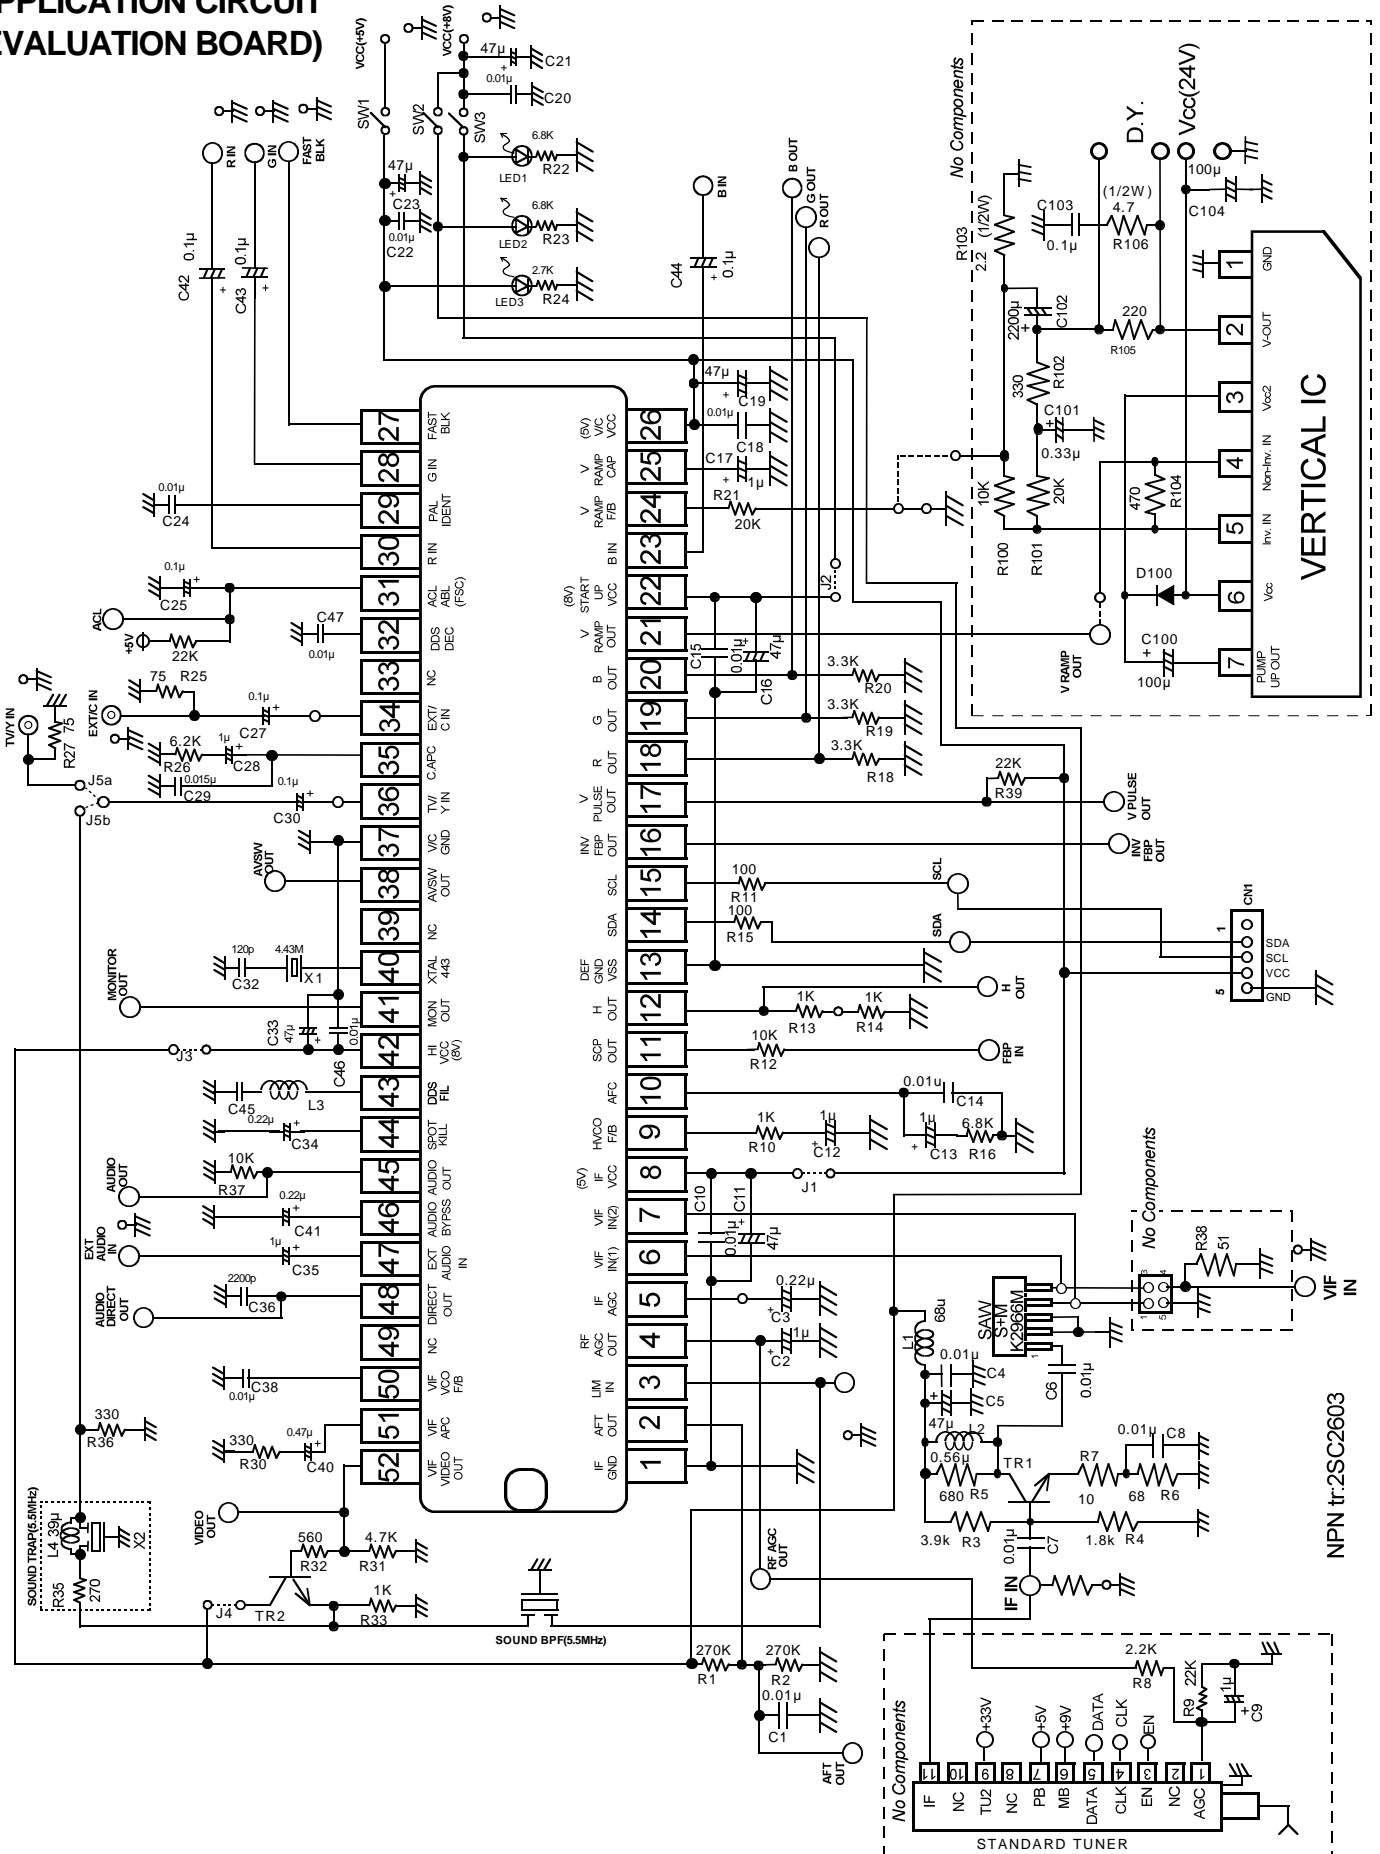 PPLICATION CIRCUIT
EVALUATION BOARD)
VCC(+5V)
VCC(+8V)
47µ
+
C21
0.01µ
C20
SW1
SW2
SW3
R IN
G IN
FAST
BLK
6.8K
LED1
R22
6.8K
LED2
R23
2.7K
LED3
R24
47µ
+
C23
0.01µ
C22
C42
0.1µ
+
C43
0.1µ
+
C44
0.1µ
+
B IN
B OUT
G OUT
R OUT
No Components
D.Y.
Vcc(24V)
R103
2.2
(1/2W)
C103
0.1µ
(1/2W)
4.7
R106
100µ
C104
2200µ
+
C102
220
R105
330
R102
C101
+
0.33µ
10K
R100
20K
R101
470
R104
D100
C100
+
100µ
V RAMP
OUT
VERTICAL IC
1
GND
2
V-OUT
3
Vcc2
4
Non-Inv. IN
5
Inv. IN
6
Vcc
7
PUMP
UP OUT
27
FAST
BLK
28
G IN
29
PAL
IDENT
30
R IN
31
ACL
ABL
(FSC)
32
DDS
DEC
33
NC
34
EXT/
C IN
35
C.APC
36
TV/
Y IN
37
V/C
GND
38
AVSW
OUT
39
NC
40
XTAL
443
41
MON
OUT
42
HI
VCC
(8V)
43
DDS
FIL
44
SPOT
KILL
45
AUDIO
OUT
46
AUDIO
BYPSS
47
EXT
AUDIO
IN
48
DIRECT
OUT
49
NC
50
VIF
VCO
F/B
51
VIF
APC
52
VIF
VIDEO
OUT
26
(5V)
V/C
VCC
25
V
RAMP
CAP
24
V
RAMP
F/B
23
B IN
22
(8V)
START
UP
VCC
21
V
RAMP
OUT
20
B
OUT
19
G
OUT
18
R
OUT
17
V
PULSE
OUT
16
INV
FBP
OUT
15
SCL
14
SDA
13
DEF
GND
VSS
12
H
OUT
11
SCP
OUT
10
AFC
9
HVCO
F/B
8
(5V)
IF
VCC
7
VIF
IN(2)
6
VIF
IN(1)
5
IF
AGC
4
RF
AGC
OUT
3
LIM
IN
2
AFT
OUT
1
IF
GND
0.01µ
C24
0.1µ
+
C25
ACL
+5V
22K
R25
C47
0.01µ
TV/Y IN
EXT/C IN
75
R27
75
0.1µ
+
C27
6.2K
R26
1µ
+
C28
0.015µ
C29
J5a
J5b
0.1µ
+
C30
AVSW
OUT
120p
C32
4.43M
X1
MONITOR
OUT
C33
47µ
+
0.01µ
C46
J3
C45
L3
0.22µ
+
C34
10K
R37
AUDIO
OUT
0.22µ
+
C41
EXT
AUDIO
IN
1µ
+
C35
AUDIO
DIRECT
OUT
2200p
C36
C38
0.01µ
330
R36
330
R30
0.47µ
+
C40
VIDEO
OUT
SOUND TRAP(5.5MHz)
L4 39µ
X2
R35
270
560
R32
4.7K
R31
1K
R33
J4
TR2
SOUND BPF(5.5MHz)
47µ
+
C19
0.01µ
C18
C17
+
1µ
R21
20K
J2
C15
0.01µ
+
47µ
C16
3.3K
R20
3.3K
R19
3.3K
R18
22K
R39
V PULSE
OUT
INV
FBP
OUT
100
R11
100
R15
SCL
SDA
CN1
1
SDA
SCL
VCC
GND
5
1K
R13
1K
R14
H
OUT
10K
R12
FBP
IN
0.01u
C14
1µ
+
C13
6.8K
R16
1K
R10
1µ
+
C12
J1
C10
0.01µ
C11
+
47µ
0.22µ
+
C3
1µ
+
C2
L1
68u
0.01µ
C4
+
C5
47µ
L2
0.56µ
680
R5
TR1
R7
10
0.01µ
C8
68
R6
3.9k
R3
0.01µ
C7
1.8k
R4
C6
0.01µ
SAW
S+M
K2966M
1
No Components
3
4
1
5
R38
51
VIF
IN
NPN tr:2SC2603
RF AGC
OUT
IF IN
270K
R1
270K
R2
0.01µ
C1
AFT
OUT
No Components
2.2K
R8
22K
R9
1µ
+
C9
+33V
+5V
+9V
DATA
CLK
EN
11
10
9
8
7
6
5
4
3
2
1
IF
NC
TU2
NC
PB
MB
DATA
CLK
EN
NC
AGC
STANDARD TUNER